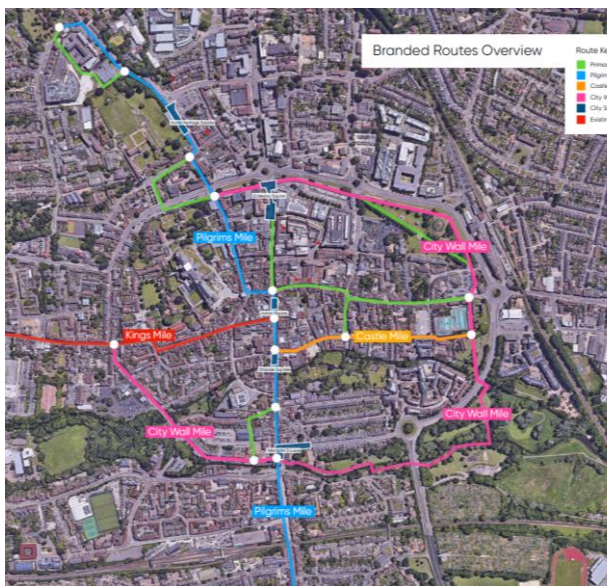 Branded Routes Overview
Route Ke
Prima
Pilgri
Castle
City W
City S
Existin
Pilgrims Mile
City Wall Mile
Kings Mile
Castle Mile
City Wall Mile
City Wall Mile
Pilgrims Mile